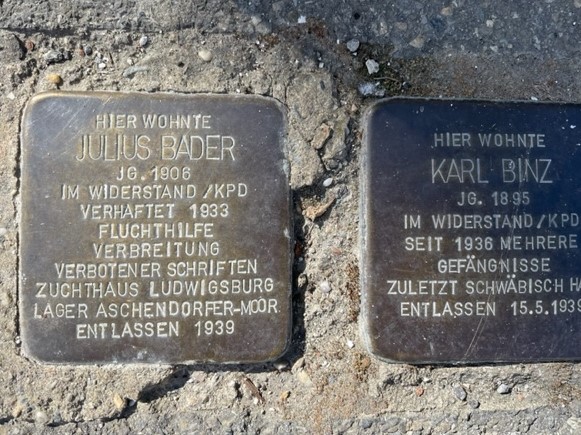 HIER WOHNTE
JULIUS BADER
JG. 1906
IM WIDERSTAND/KPD
VERHAFTET 1933
FLUCHTHILFE
VERBREITUNG
VERBOTENER SCHRIFTEN
ZUCHTHAUS LUDWIGSBURG
LAGER ASCHENDORFER-MOOR
ENTLASSEN 1939
HIER WOHNTE
KARL BINZ
JG. 1895
IM WIDERSTAND/KPD
SEIT 1936 MEHRERE
GEFÄNGNISSE
ZULETZT SCHWÄBISCH
ENTLASSEN 15.5.1939